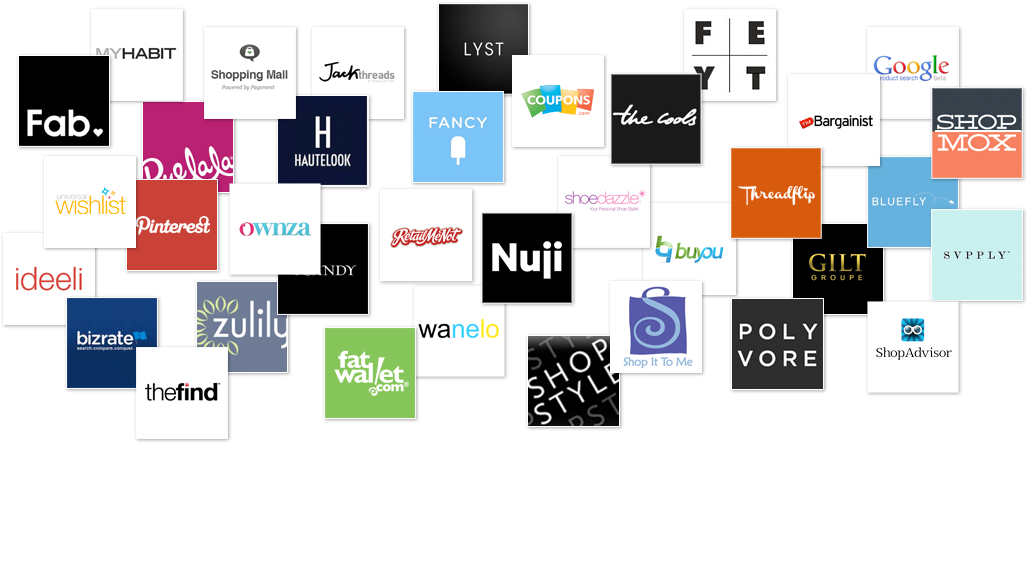 MYHABIT
Shopping Mall
Powered by Payement
Jackthreads
LYST
FE
YT
Google
product search beta
Fab.
HAUTELOOK
H
FANCY
COUPONS
.com
the cools
THE Bargainist
SHOP
MOX
universal
wishlist
Pinterest
ownza
RetailMeNot
shoedazzle
Your Personal Shoe Stylist
Threadflip
BLUEFLY
ideeli
Nuji
buyou
GILT
GROUPE
SVPPLY
bizrate
search.compare.conquer.
zulily
wanelo
Shop It To Me
POLY
VORE
ShopAdvisor
thefind
fat
wallet
.com
SHOP
STYLE